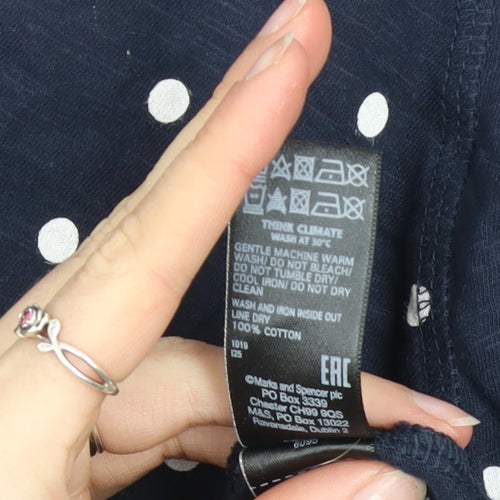 THINK CLIMATE
WASH AT 30°C
GENTLE MACHINE WARM
WASH/ DO NOT BLEACH/
DO NOT TUMBLE DRY/
COOL IRON/ DO NOT DRY
CLEAN
WASH AND IRON INSIDE OUT
LINE DRY
100% COTTON
1019
I25
EAC
©Marks and Spencer plc
PO Box 3339
Chester CH99 9QS
M&S, PO Box 13022
Ravensdale, Dublin 2